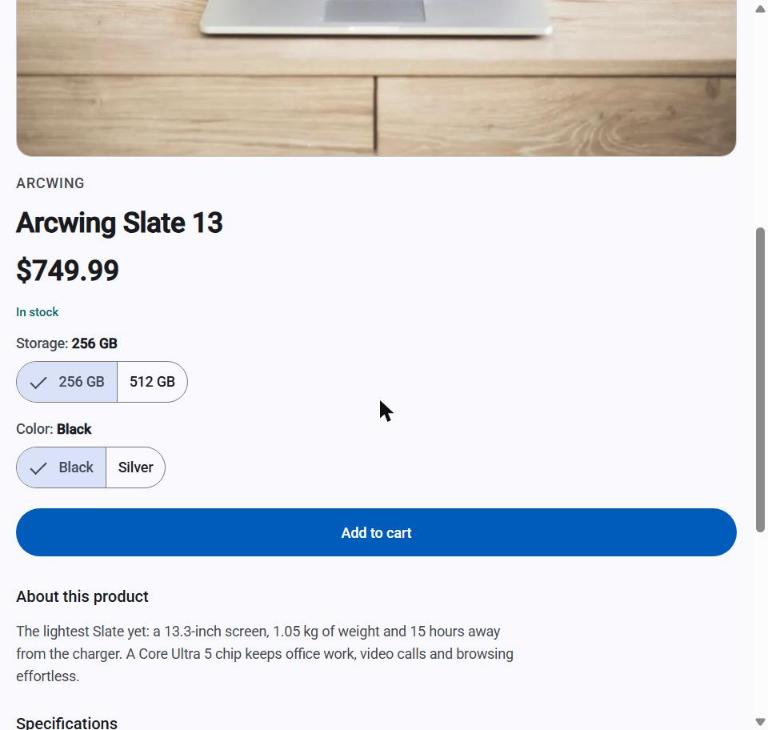 ARCWING
Arcwing Slate 13
$749.99
In stock
Storage: 256 GB
256 GB
512 GB
Color: Black
Black
Silver
Add to cart
About this product
The lightest Slate yet: a 13.3-inch screen, 1.05 kg of weight and 15 hours away
from the charger. A Core Ultra 5 chip keeps office work, video calls and browsing
effortless.
Specifications